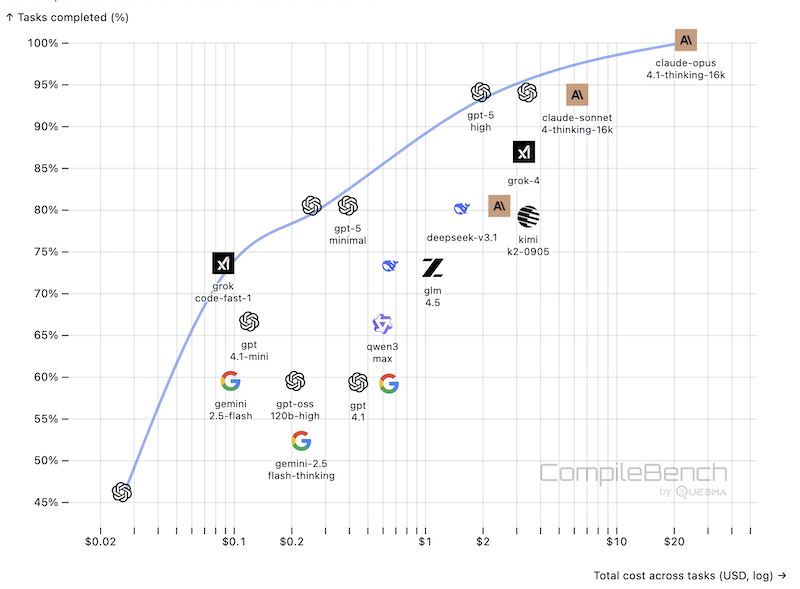 ↑ Tasks completed (%)
100%
claude-opus
4.1-thinking-16k
95%
gpt-5
high
claude-sonnet
4-thinking-16k
90%
85%
grok-4
80%
gpt-5
minimal
deepseek-v3.1
kimi
k2-0905
75%
grok
code-fast-1
glm
4.5
70%
gpt
4.1-mini
65%
qwen3
max
60%
gemini
2.5-flash
gpt-oss
120b-high
gpt
4.1
55%
gemini-2.5
flash-thinking
50%
CompileBench
by QUESMA
45%
$0.02 $0.1 $0.2 $1 $2 $10 $20
Total cost across tasks (USD, log) →